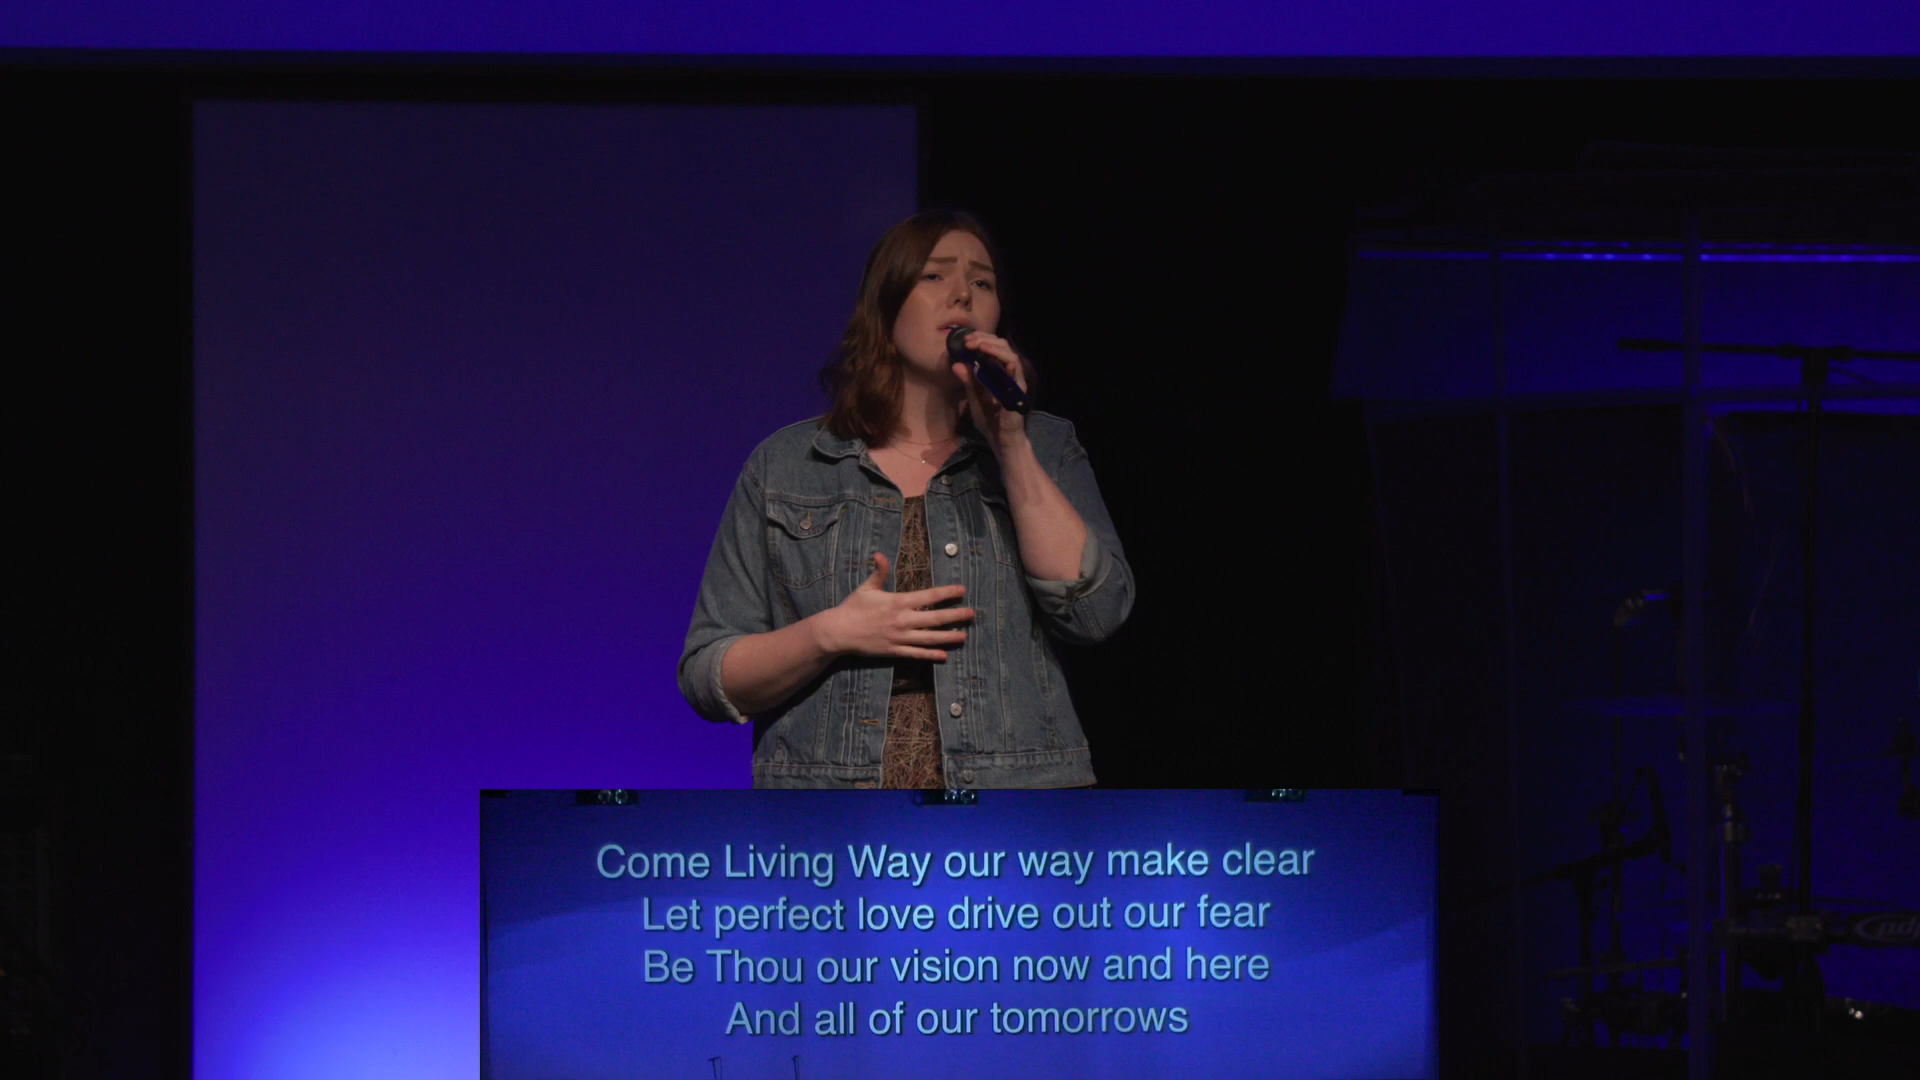 Come Living Way our way make clear
Let perfect love drive out our fear
Be Thou our vision now and here
And all of our tomorrows
pdp